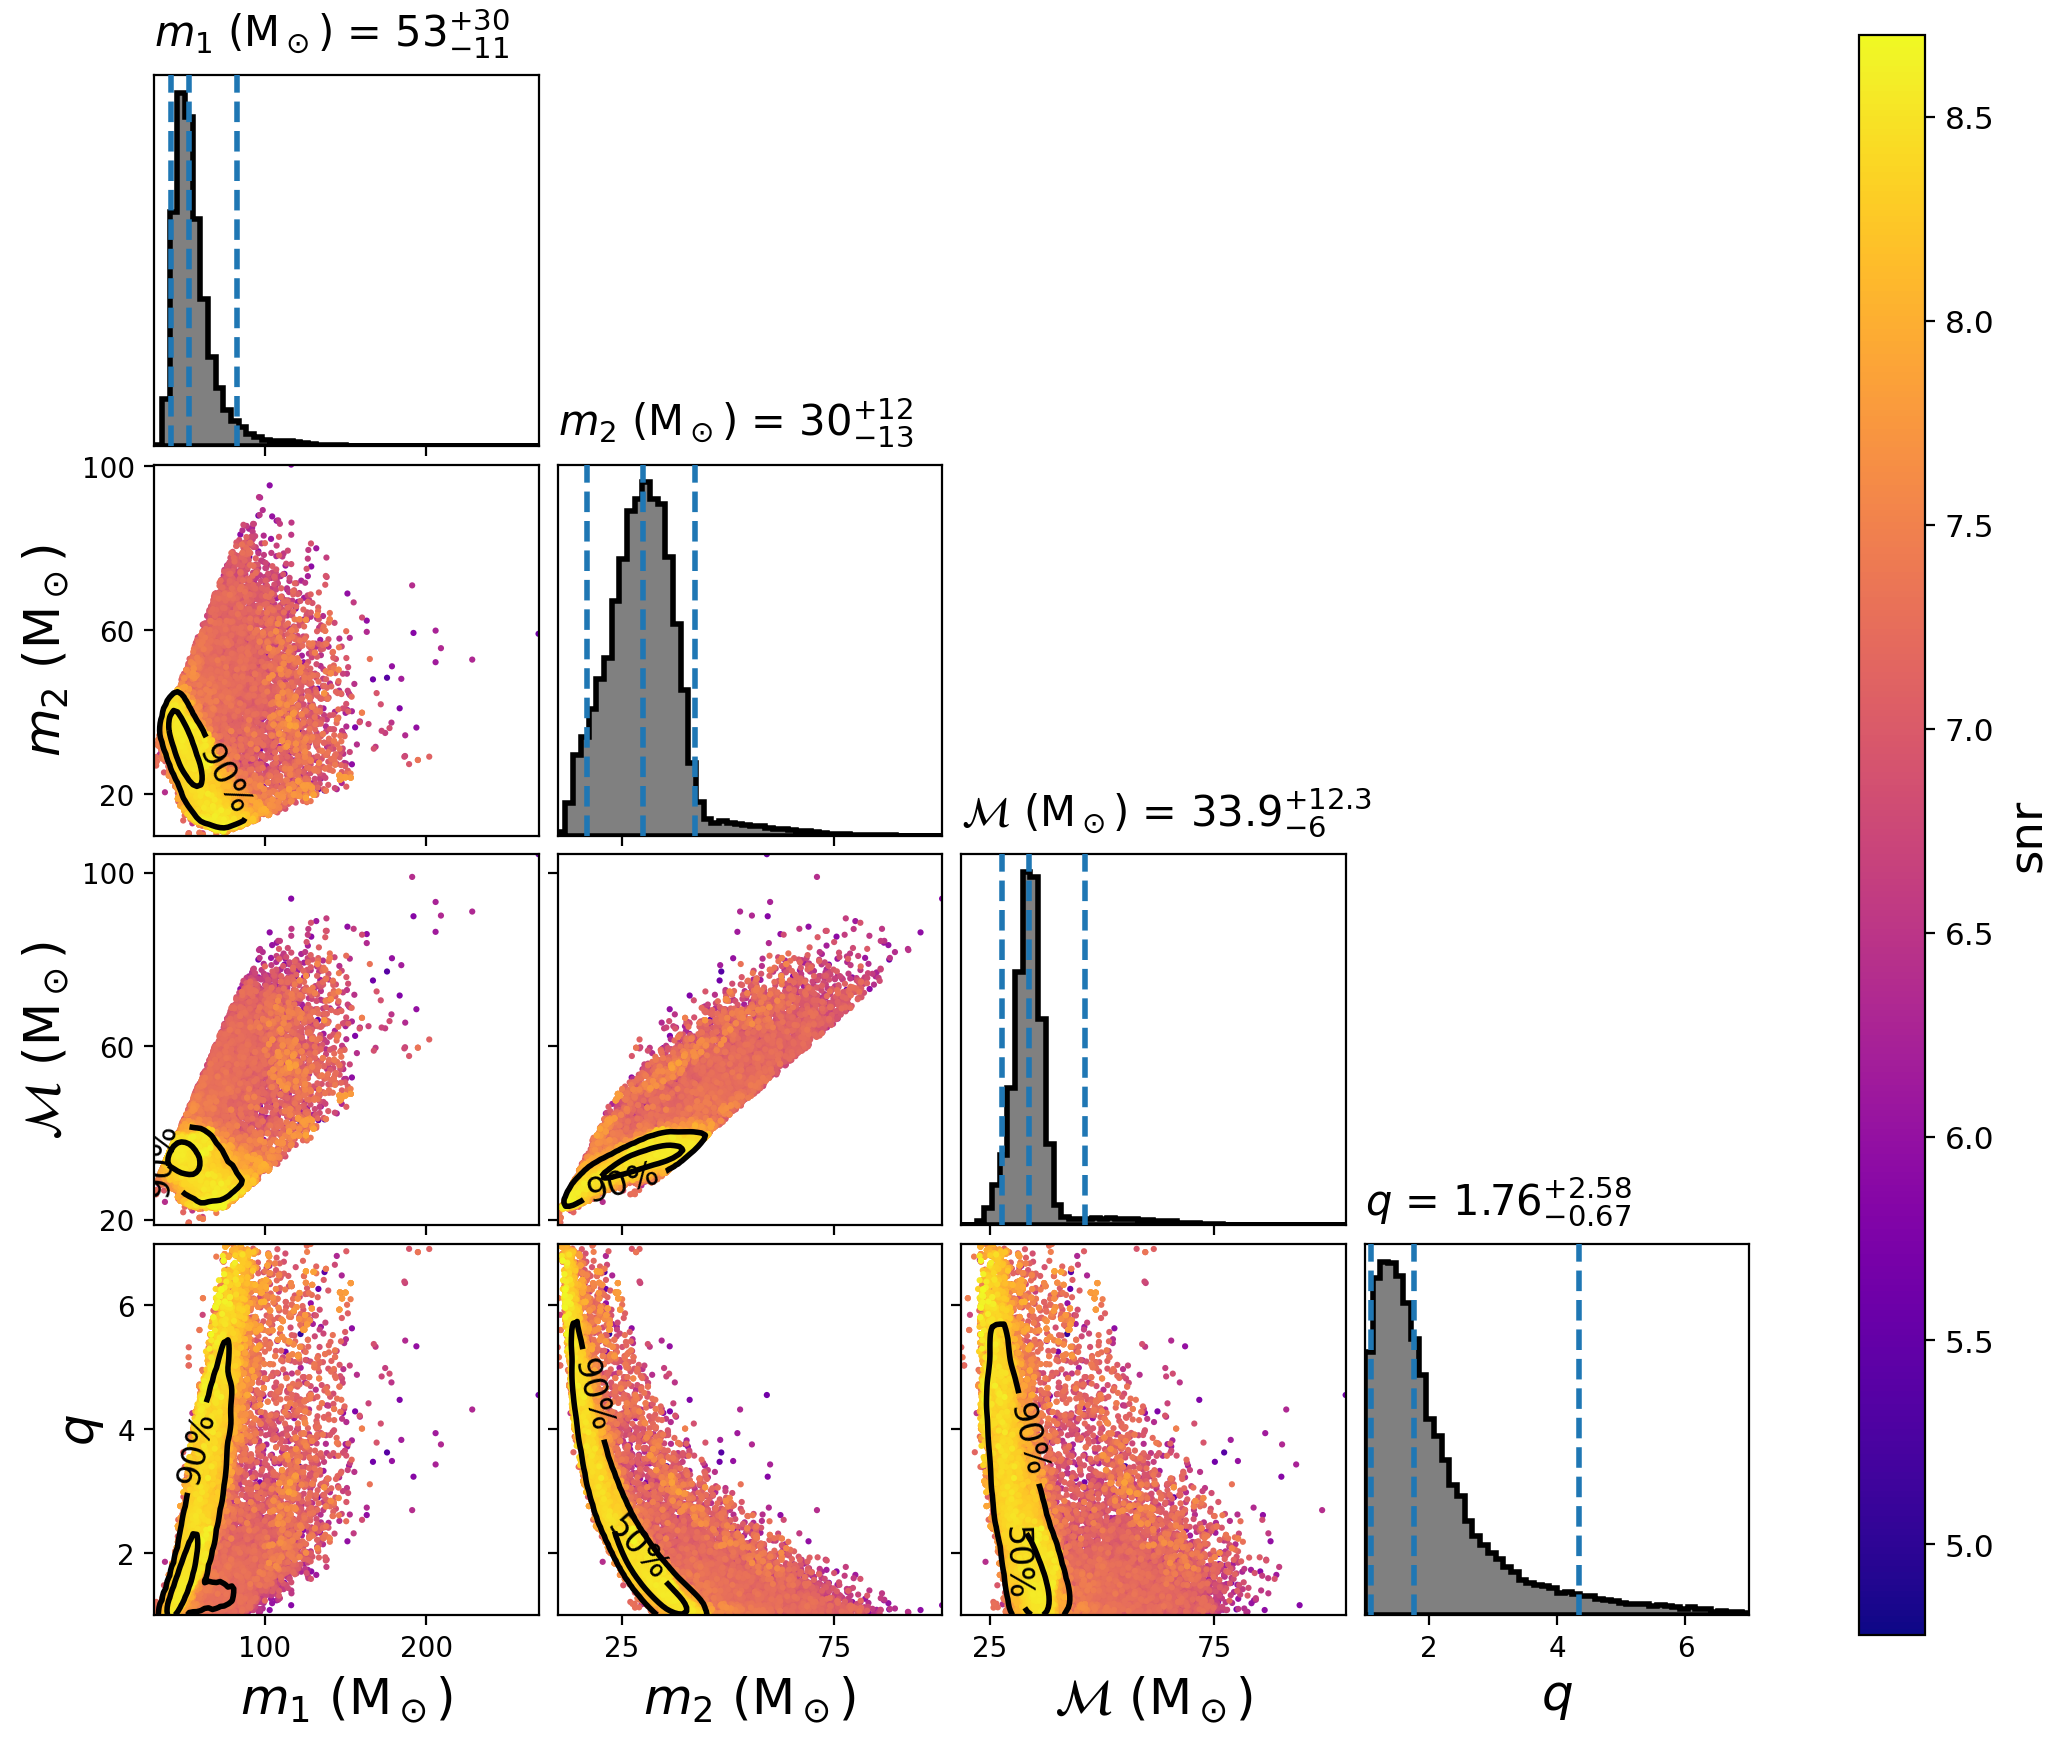 m₁ (M⊙) = 53 +30 −11
m₂ (M⊙) = 30 +12 −13
ℳ (M⊙) = 33.9 +12.3 −6
q = 1.76 +2.58 −0.67
100
60
20
m₂ (M⊙)
90%
100
60
20
ℳ (M⊙)
90%
90%
6
4
2
q
90%
90%
50%
90%
50%
100 200
25 75
25 75
2 4 6
m₁ (M⊙)
m₂ (M⊙)
ℳ (M⊙)
q
8.5
8.0
7.5
7.0
6.5
6.0
5.5
5.0
snr